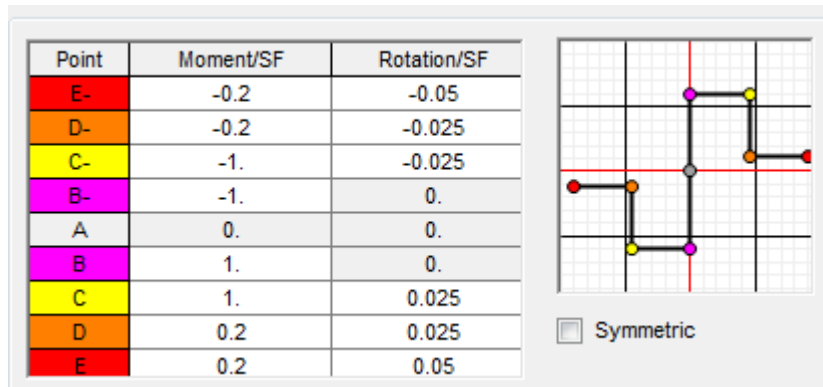 Point Moment/SF Rotation/SF
E- -0.2 -0.05
D- -0.2 -0.025
C- -1. -0.025
B- -1. 0.
A 0. 0.
B 1. 0.
C 1. 0.025
D 0.2 0.025
E 0.2 0.05
Symmetric